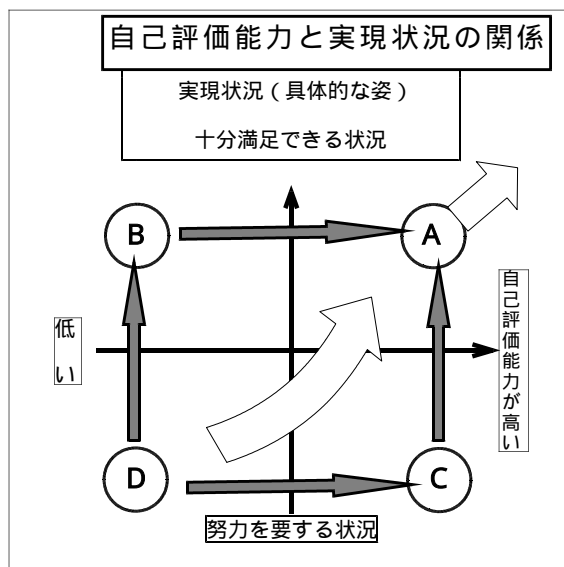 自己評価能力と実現状況の関係
実現状況(具体的な姿)
十分満足できる状況
B
A
低い
自己評価能力が高い
D
C
努力を要する状況